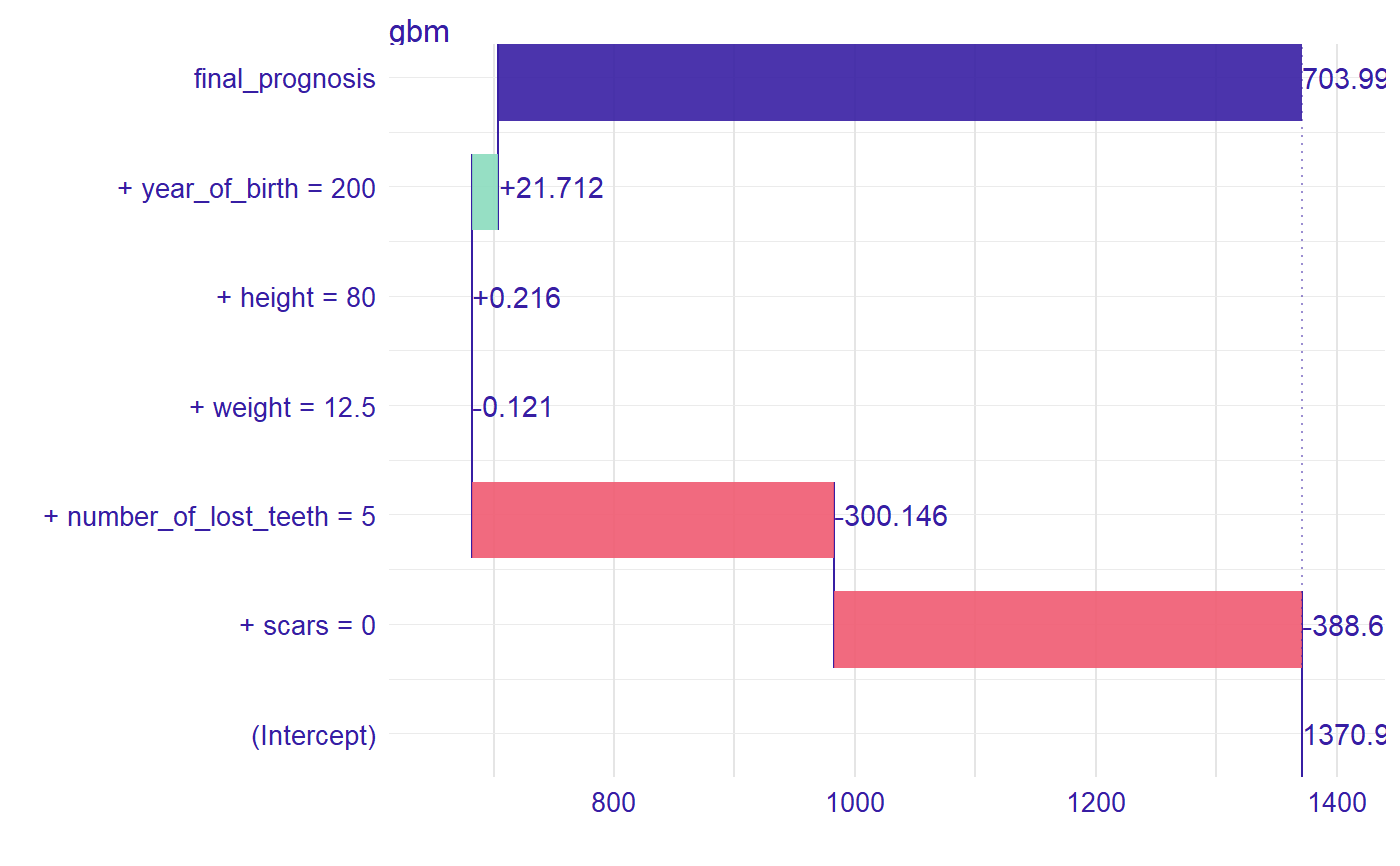 gbm
final_prognosis 703.99
+ year_of_birth = 200 +21.712
+ height = 80 +0.216
+ weight = 12.5 -0.121
+ number_of_lost_teeth = 5 -300.146
+ scars = 0 -388.6
(Intercept) 1370.9
800 1000 1200 1400